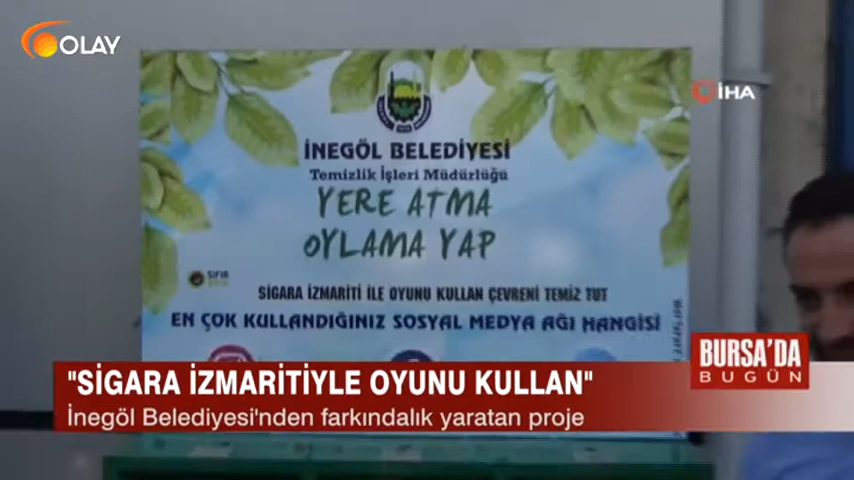 OLAY
İHA
İNEGÖL BELEDİYESİ
Temizlik İşleri Müdürlüğü
YERE ATMA
OYLAMA YAP
SIFIR
SİGARA İZMARİTİ İLE OYUNU KULLAN ÇEVRENİ TEMİZ TUT
EN ÇOK KULLANDIĞINIZ SOSYAL MEDYA AĞI HANGİSİ
BURSA'DA
BUGÜN
"SİGARA İZMARİTİYLE OYUNU KULLAN"
İnegöl Belediyesi'nden farkındalık yaratan proje